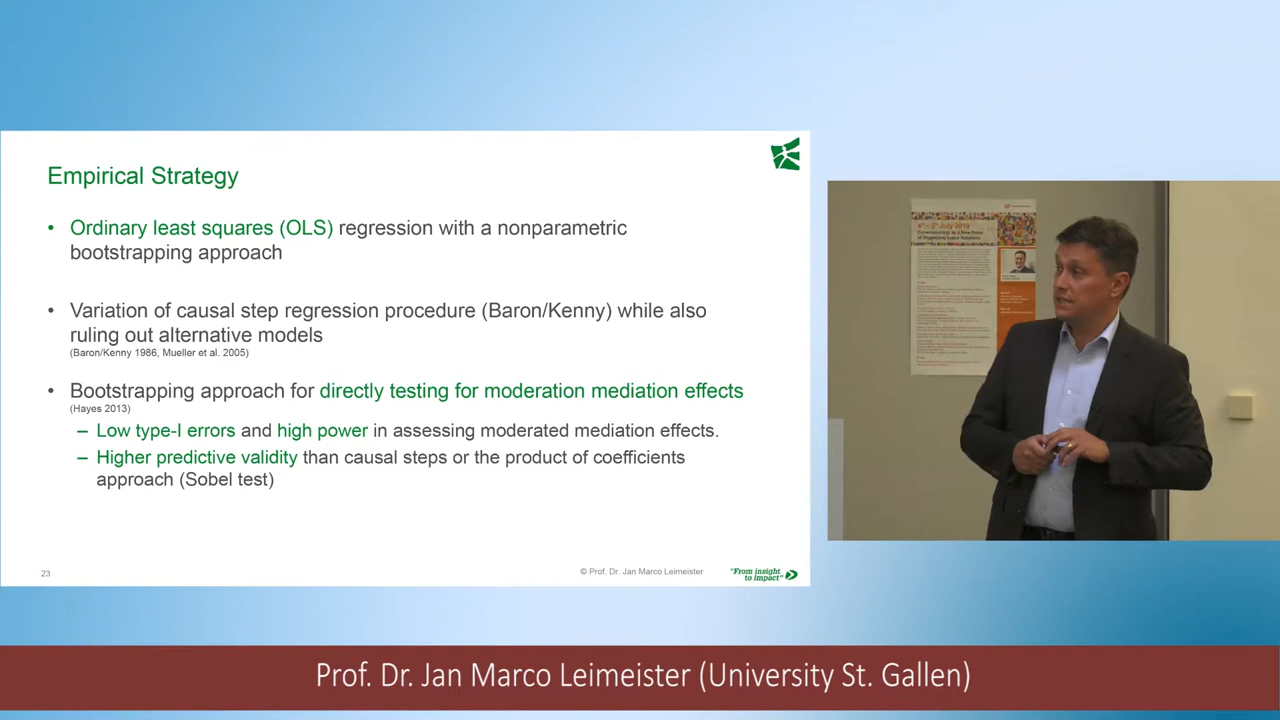 Empirical Strategy
• Ordinary least squares (OLS) regression with a nonparametric
bootstrapping approach
• Variation of causal step regression procedure (Baron/Kenny) while also
ruling out alternative models
(Baron/Kenny 1986, Mueller et al. 2005)
• Bootstrapping approach for directly testing for moderation mediation effects
(Hayes 2013)
– Low type-I errors and high power in assessing moderated mediation effects.
– Higher predictive validity than causal steps or the product of coefficients
approach (Sobel test)
23
© Prof. Dr. Jan Marco Leimeister
"From insight
to impact"
4th – 5th July 2019
Prof. Dr. Jan Marco Leimeister (University St. Gallen)